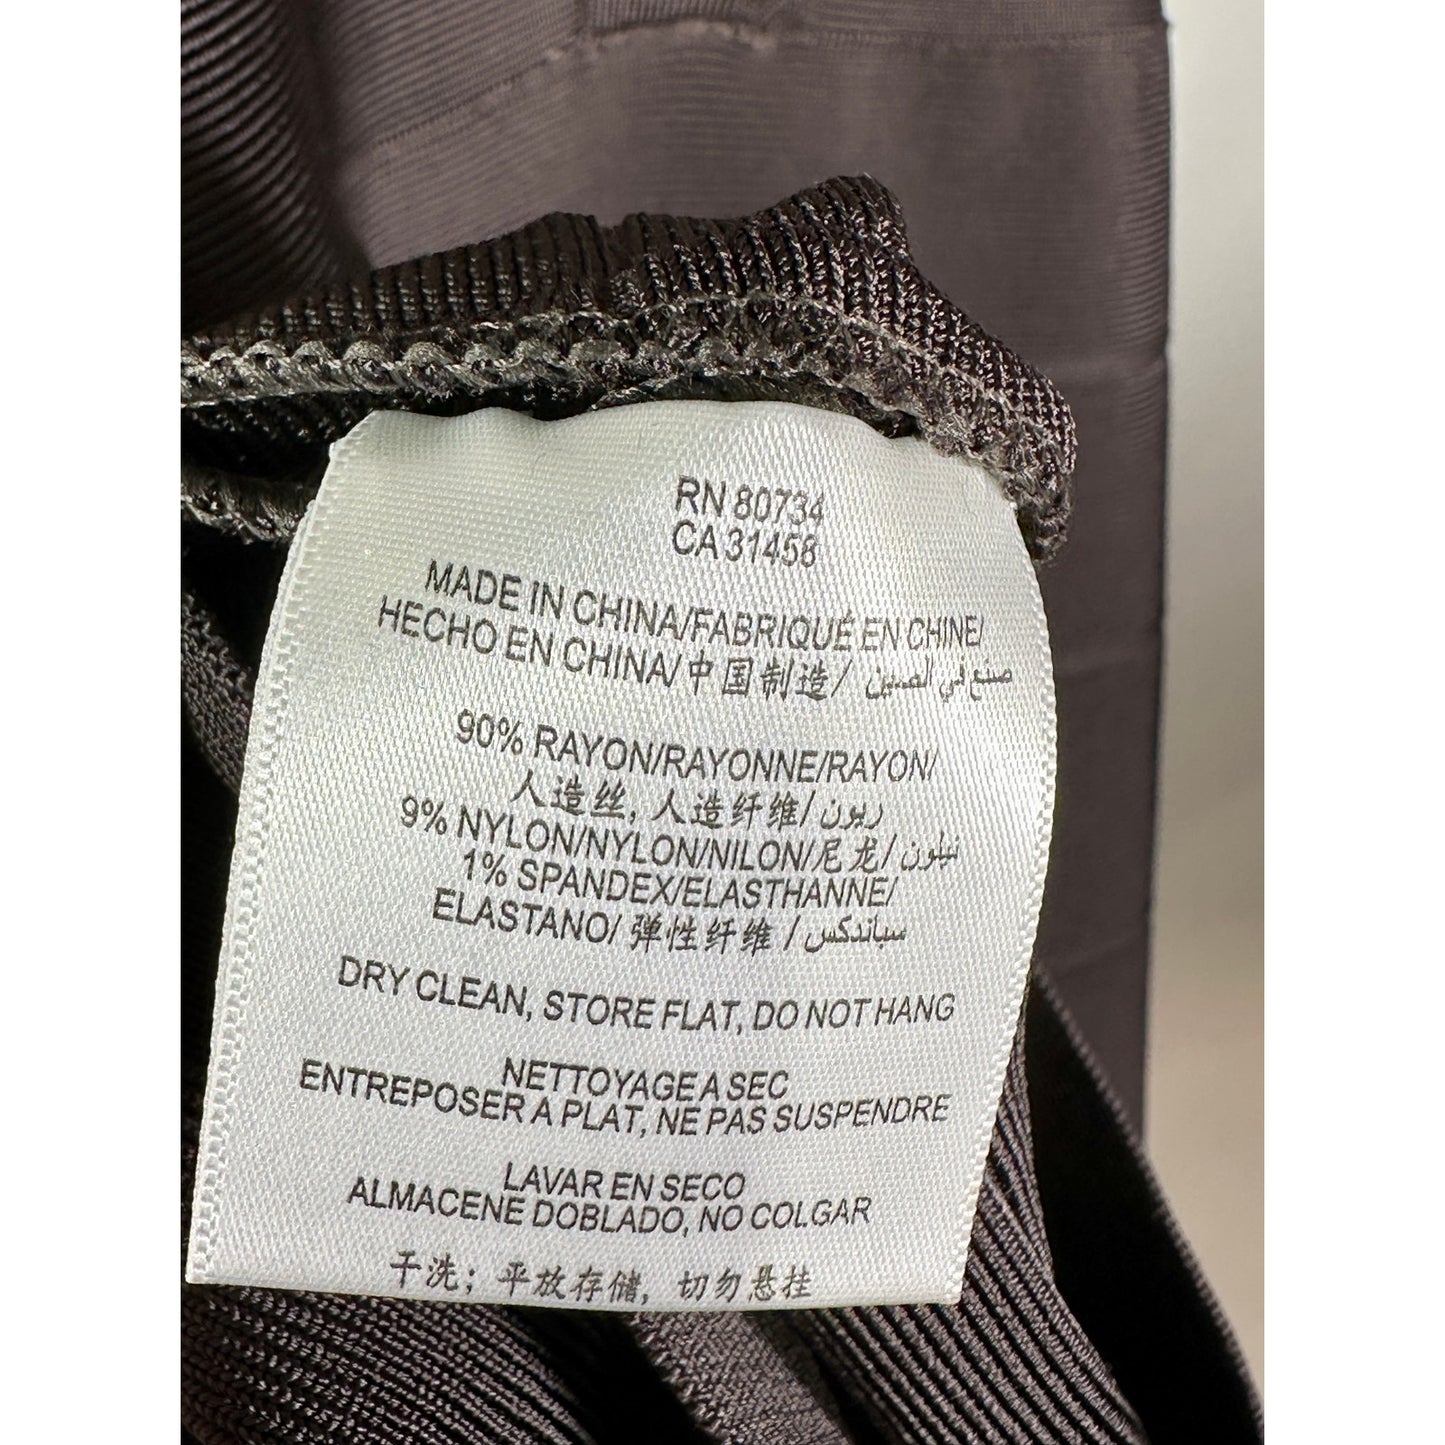 RN 80734
CA 31458
MADE IN CHINA/FABRIQUÉ EN CHINE/
HECHO EN CHINA/ 中国制造/ صنع في الصين
90% RAYON/RAYONNE/RAYON/
人造丝, 人造纤维/ ريون
9% NYLON/NYLON/NILON/尼龙/ نيلون
1% SPANDEX/ELASTHANNE/
ELASTANO/ 弹性纤维 / سباندكس
DRY CLEAN, STORE FLAT, DO NOT HANG
NETTOYAGE A SEC
ENTREPOSER A PLAT, NE PAS SUSPENDRE
LAVAR EN SECO
ALMACENE DOBLADO, NO COLGAR
干洗; 平放存储, 切勿悬挂